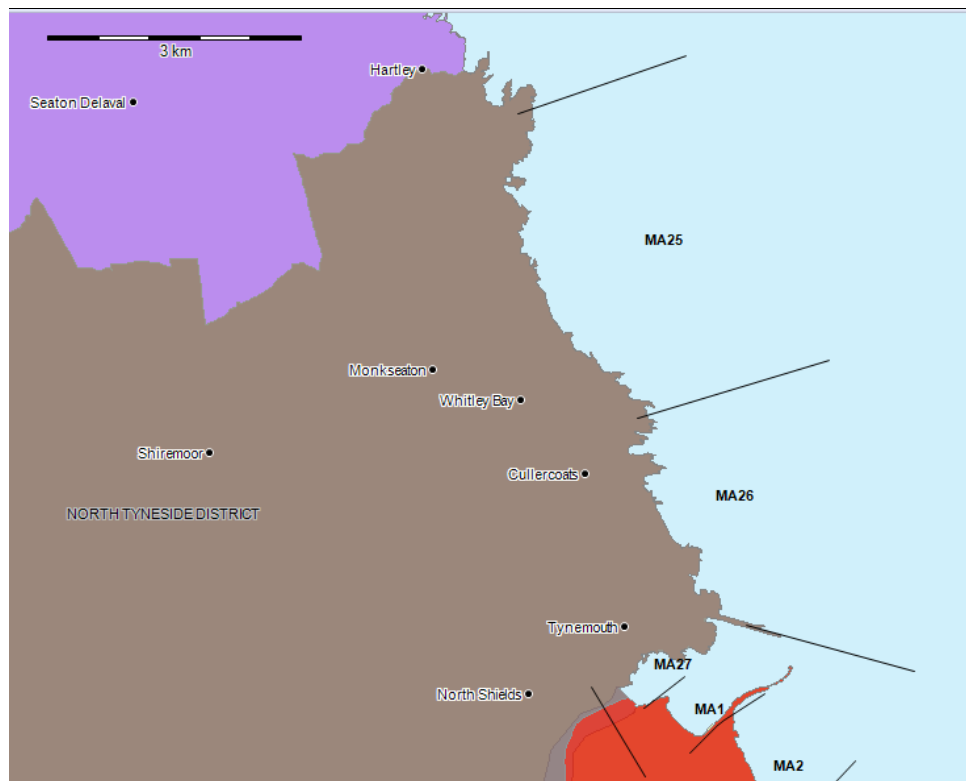 3 km
Hartley
Seaton Delaval
MA25
Monkseaton
Whitley Bay
Shiremoor
Cullercoats
MA26
NORTH TYNESIDE DISTRICT
Tynemouth
MA27
North Shields
MA1
MA2